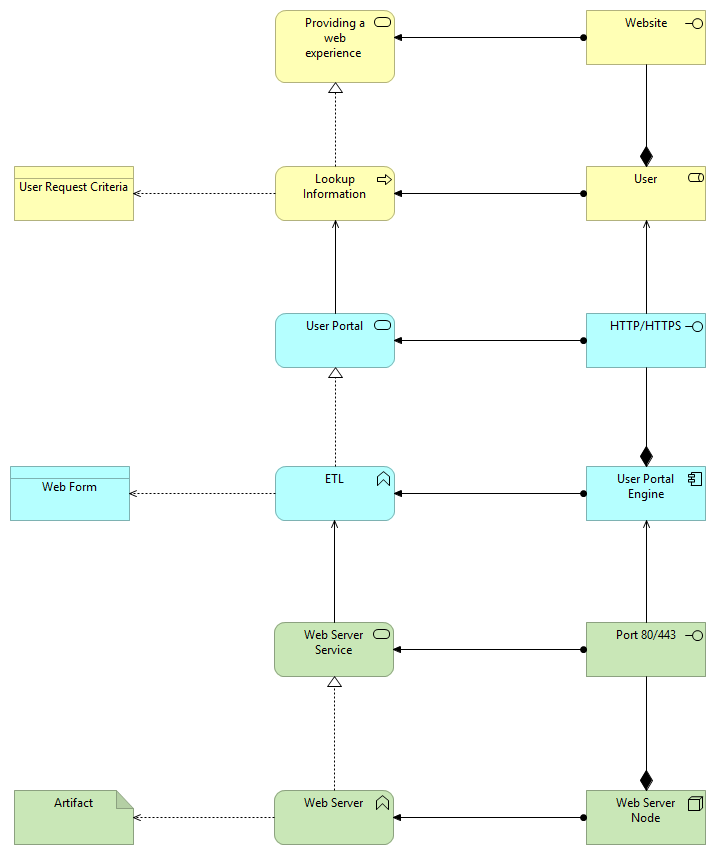 Providing a
web
experience
Website
User Request Criteria
Lookup
Information
User
User Portal
HTTP/HTTPS
Web Form
ETL
User Portal
Engine
Web Server
Service
Port 80/443
Artifact
Web Server
Web Server
Node